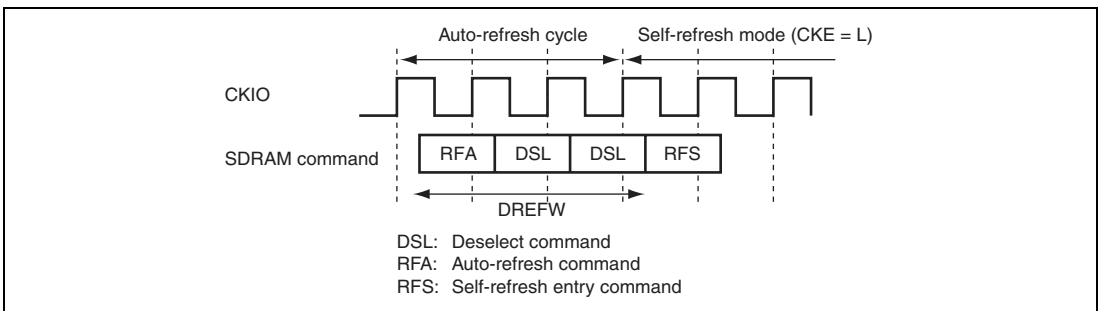 Auto-refresh cycle Self-refresh mode (CKE = L)
CKIO
SDRAM command RFA DSL DSL RFS
DREFW
DSL: Deselect command
RFA: Auto-refresh command
RFS: Self-refresh entry command